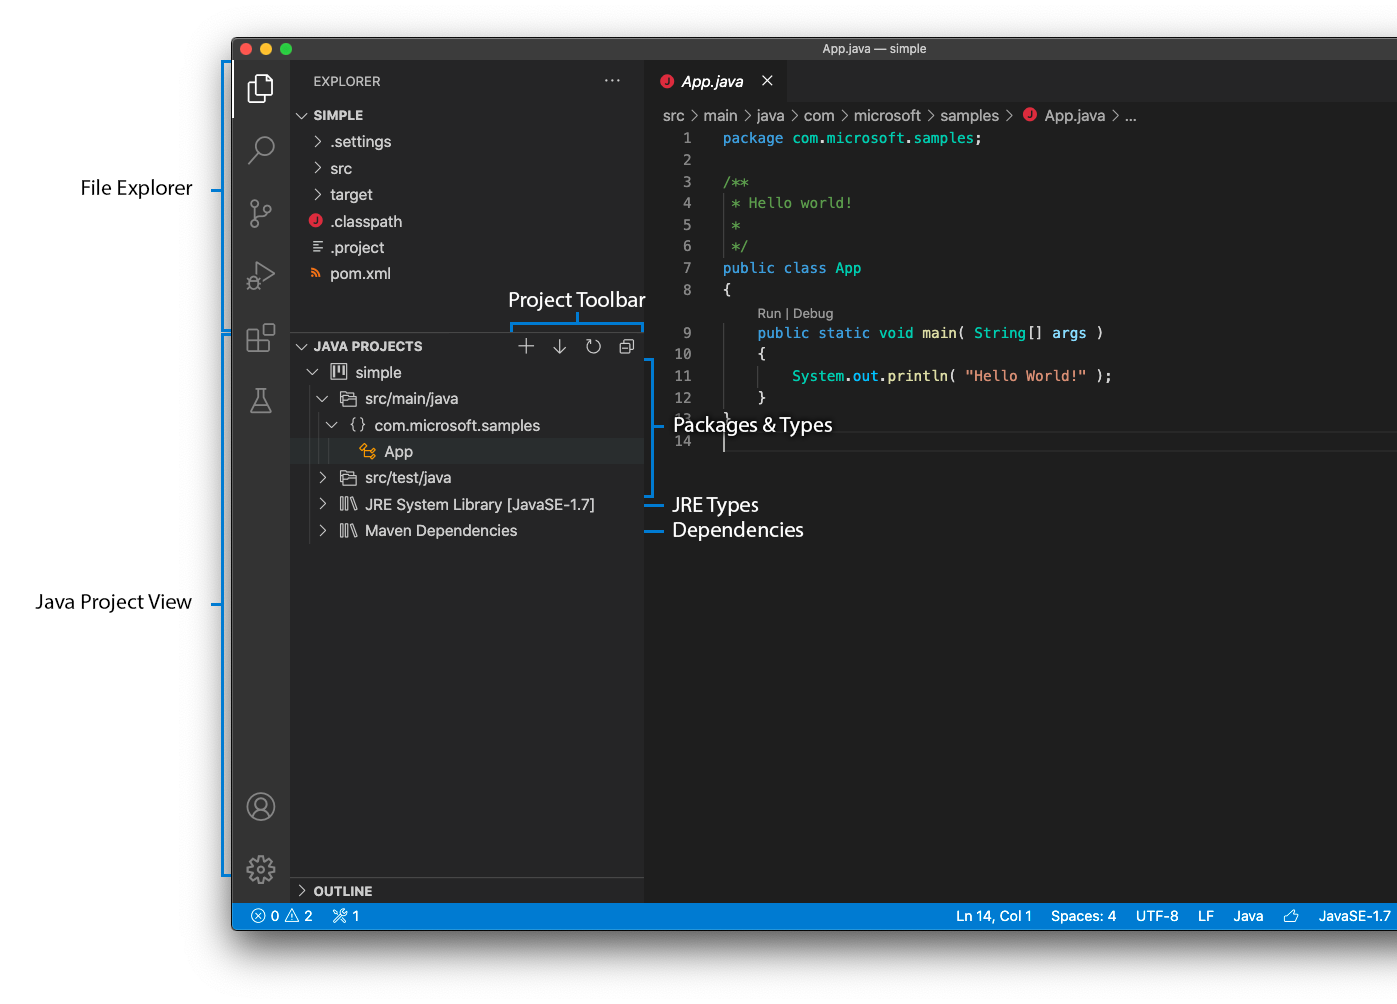 App.java — simple
EXPLORER
SIMPLE
.settings
src
target
.classpath
.project
pom.xml
File Explorer
Project Toolbar
JAVA PROJECTS
simple
src/main/java
com.microsoft.samples
App
src/test/java
JRE System Library [JavaSE-1.7]
Maven Dependencies
Java Project View
OUTLINE
App.java
src > main > java > com > microsoft > samples > App.java > ...
1 package com.microsoft.samples;
2
3 /**
4 * Hello world!
5 *
6 */
7 public class App
8 {
Run | Debug
9 public static void main( String[] args )
10 {
11 System.out.println( "Hello World!" );
12 }
13 }
14
Packages & Types
JRE Types
Dependencies
0 2 1
Ln 14, Col 1 Spaces: 4 UTF-8 LF Java JavaSE-1.7